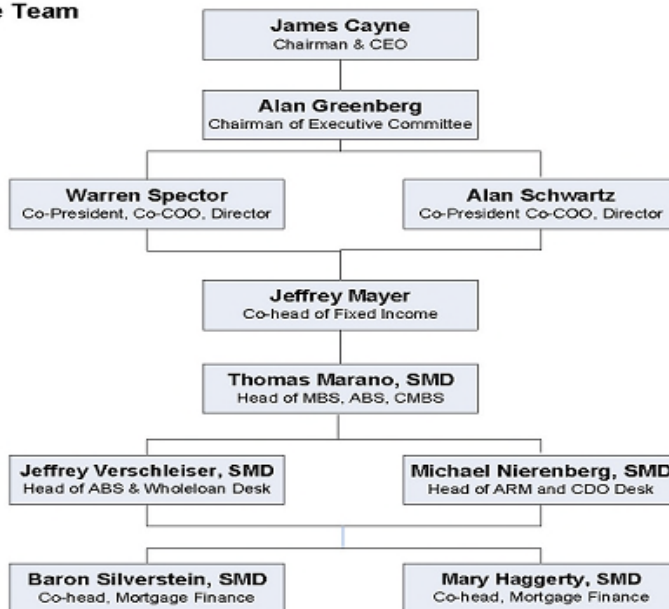 e Team
James Cayne
Chairman & CEO
Alan Greenberg
Chairman of Executive Committee
Warren Spector
Co-President, Co-COO, Director
Alan Schwartz
Co-President Co-COO, Director
Jeffrey Mayer
Co-head of Fixed Income
Thomas Marano, SMD
Head of MBS, ABS, CMBS
Jeffrey Verschleiser, SMD
Head of ABS & Wholeloan Desk
Michael Nierenberg, SMD
Head of ARM and CDO Desk
Baron Silverstein, SMD
Co-head, Mortgage Finance
Mary Haggerty, SMD
Co-head, Mortgage Finance